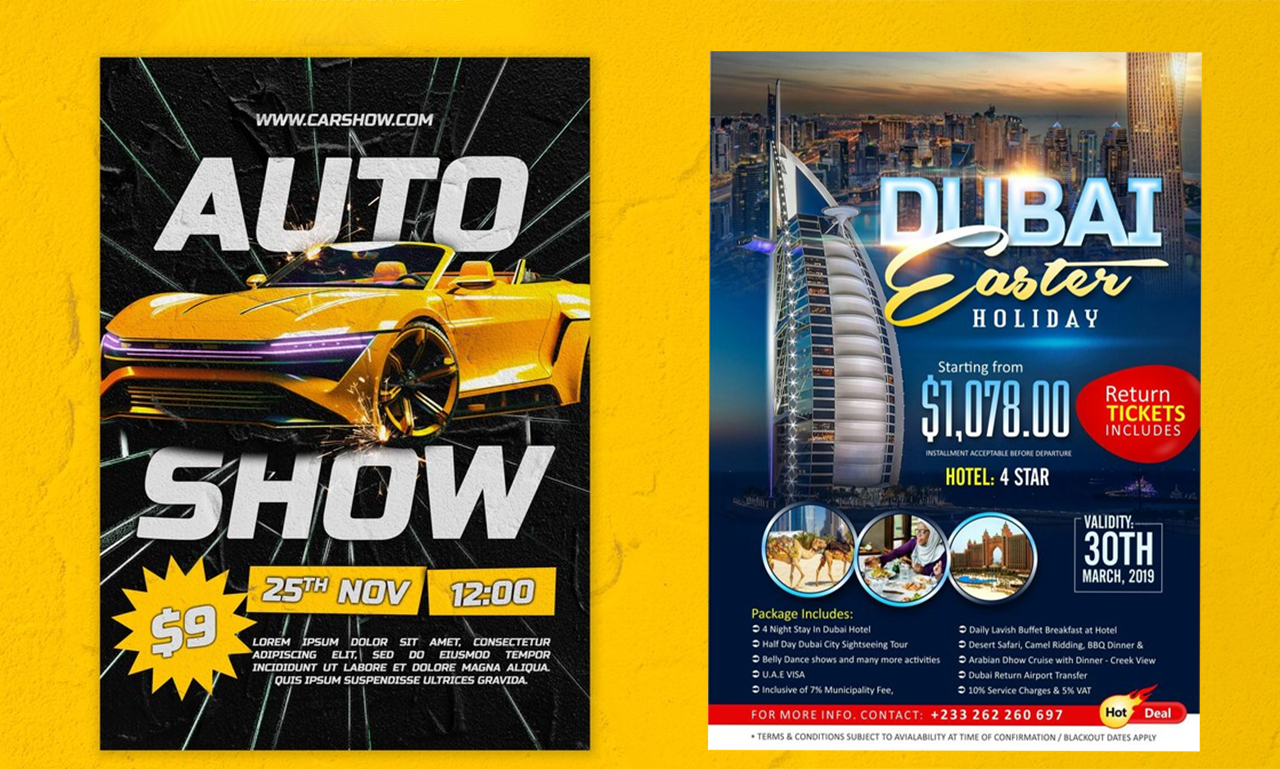 WWW.CARSHOW.COM
AUTO
SHOW
$9
25TH NOV
12:00
LOREM IPSUM DOLOR SIT AMET, CONSECTETUR
ADIPISCING ELIT, SED DO EIUSMOD TEMPOR
INCIDIDUNT UT LABORE ET DOLORE MAGNA ALIQUA.
QUIS IPSUM SUSPENDISSE ULTRICES GRAVIDA.
DUBAI
Easter
HOLIDAY
Starting from
$1,078.00
INSTALLMENT ACCEPTABLE BEFORE DEPARTURE
HOTEL: 4 STAR
Return
TICKETS
INCLUDES
VALIDITY:
30TH
MARCH, 2019
Package Includes:
4 Night Stay In Dubai Hotel
Half Day Dubai City Sightseeing Tour
Belly Dance shows and many more activities
U.A.E VISA
Inclusive of 7% Municipality Fee,
Daily Lavish Buffet Breakfast at Hotel
Desert Safari, Camel Ridding, BBQ Dinner &
Arabian Dhow Cruise with Dinner - Creek View
Dubai Return Airport Transfer
10% Service Charges & 5% VAT
FOR MORE INFO. CONTACT: +233 262 260 697
Hot Deal
* TERMS & CONDITIONS SUBJECT TO AVIALABILITY AT TIME OF CONFIRMATION / BLACKOUT DATES APPLY